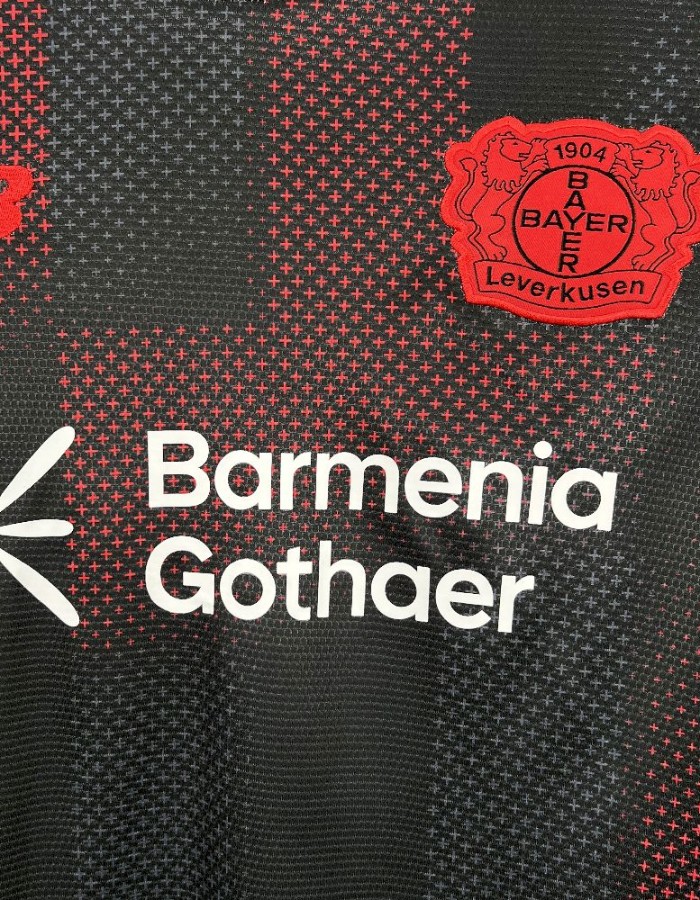 1904
BAYER
BAYER
Leverkusen
Barmenia
Gothaer